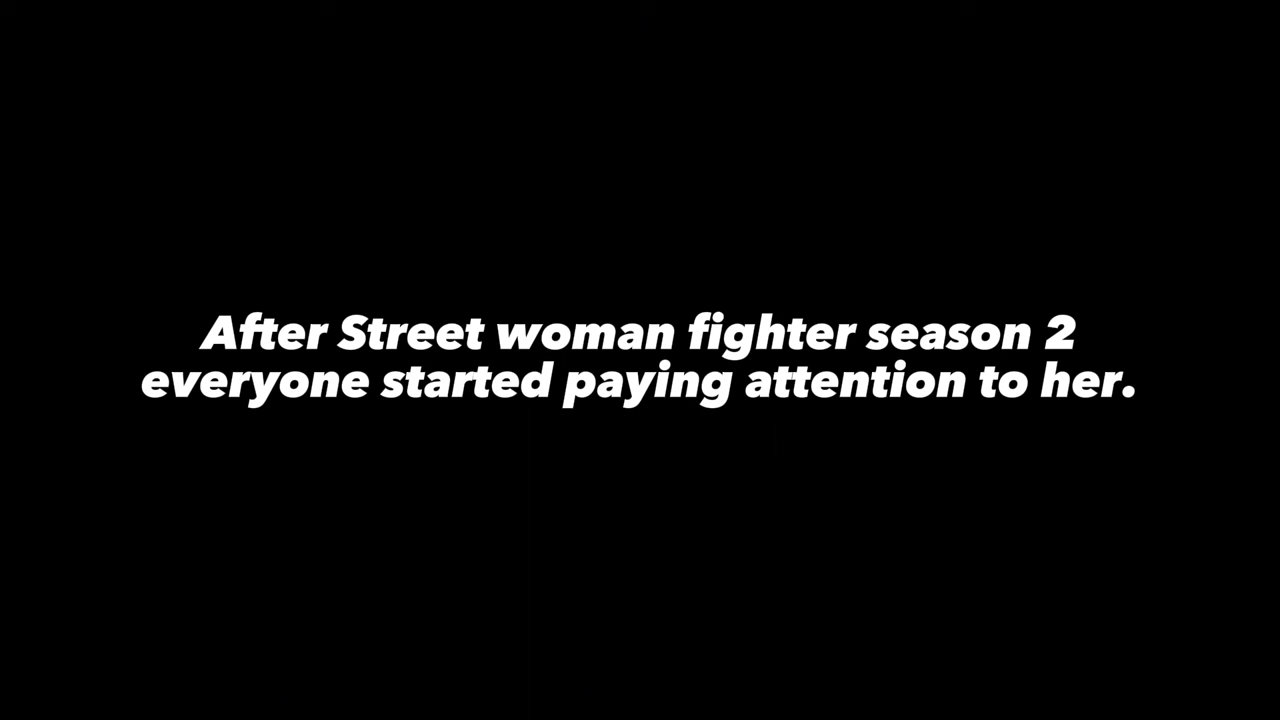 After Street woman fighter season 2
everyone started paying attention to her.